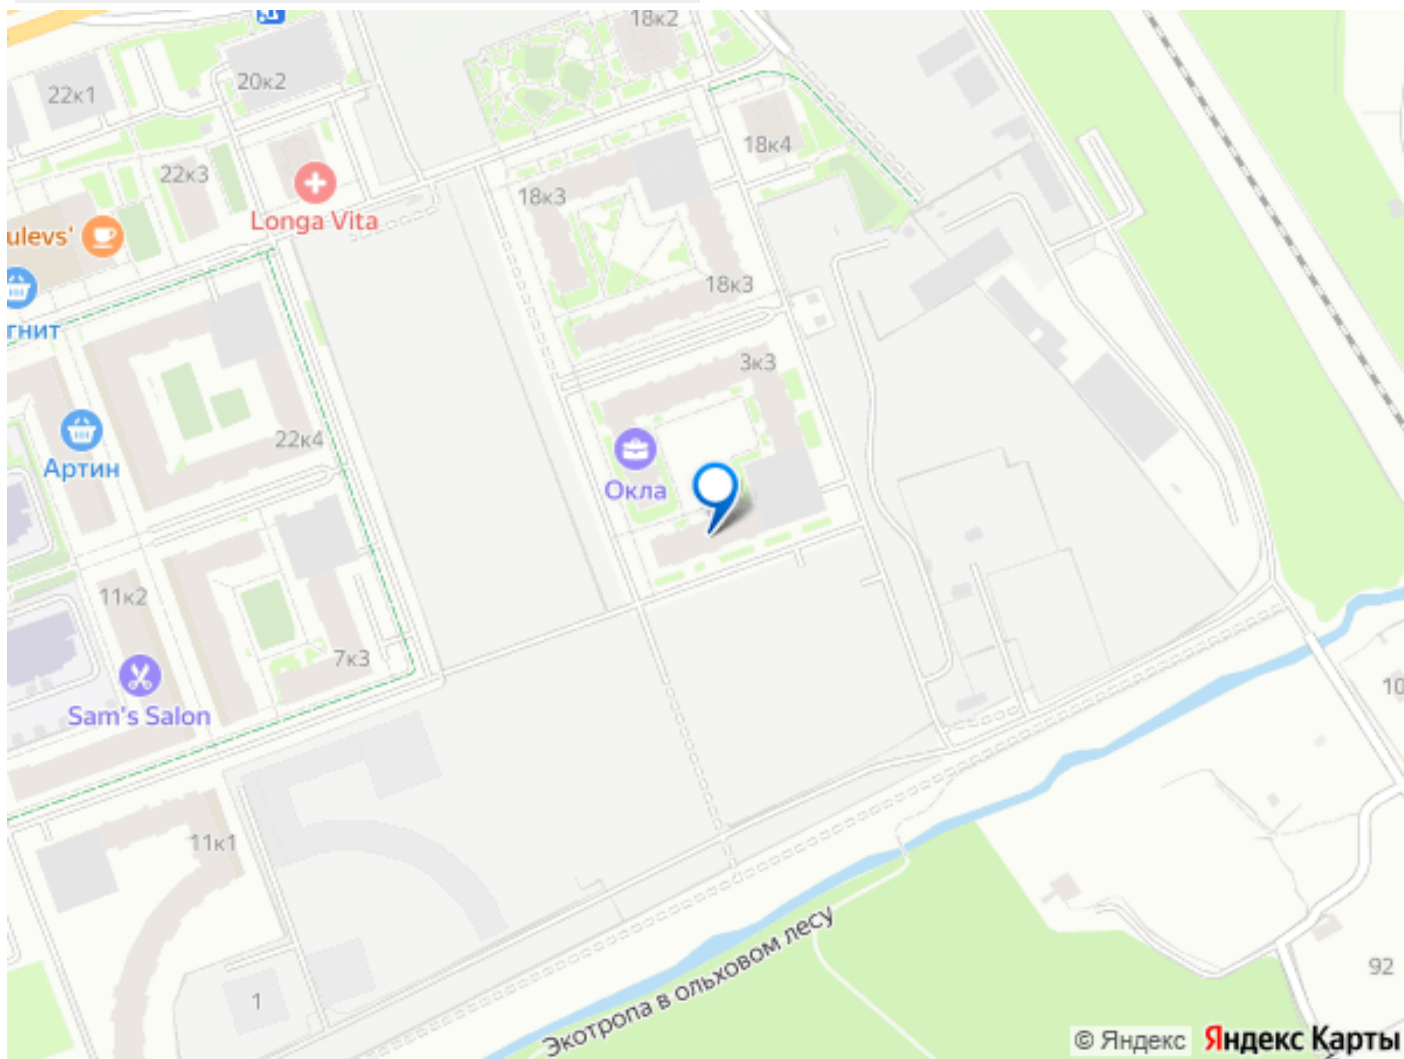 18к2
22к1
20к2
18к4
22к3
18к3
Longa Vita
ulevs'
18к3
гнит
3к3
22к4
Артин
Окла
11к2
7к3
10
Sam's Salon
11к1
Экотропа в ольховом лесу
92
1
© Яндекс Яндекс Карты